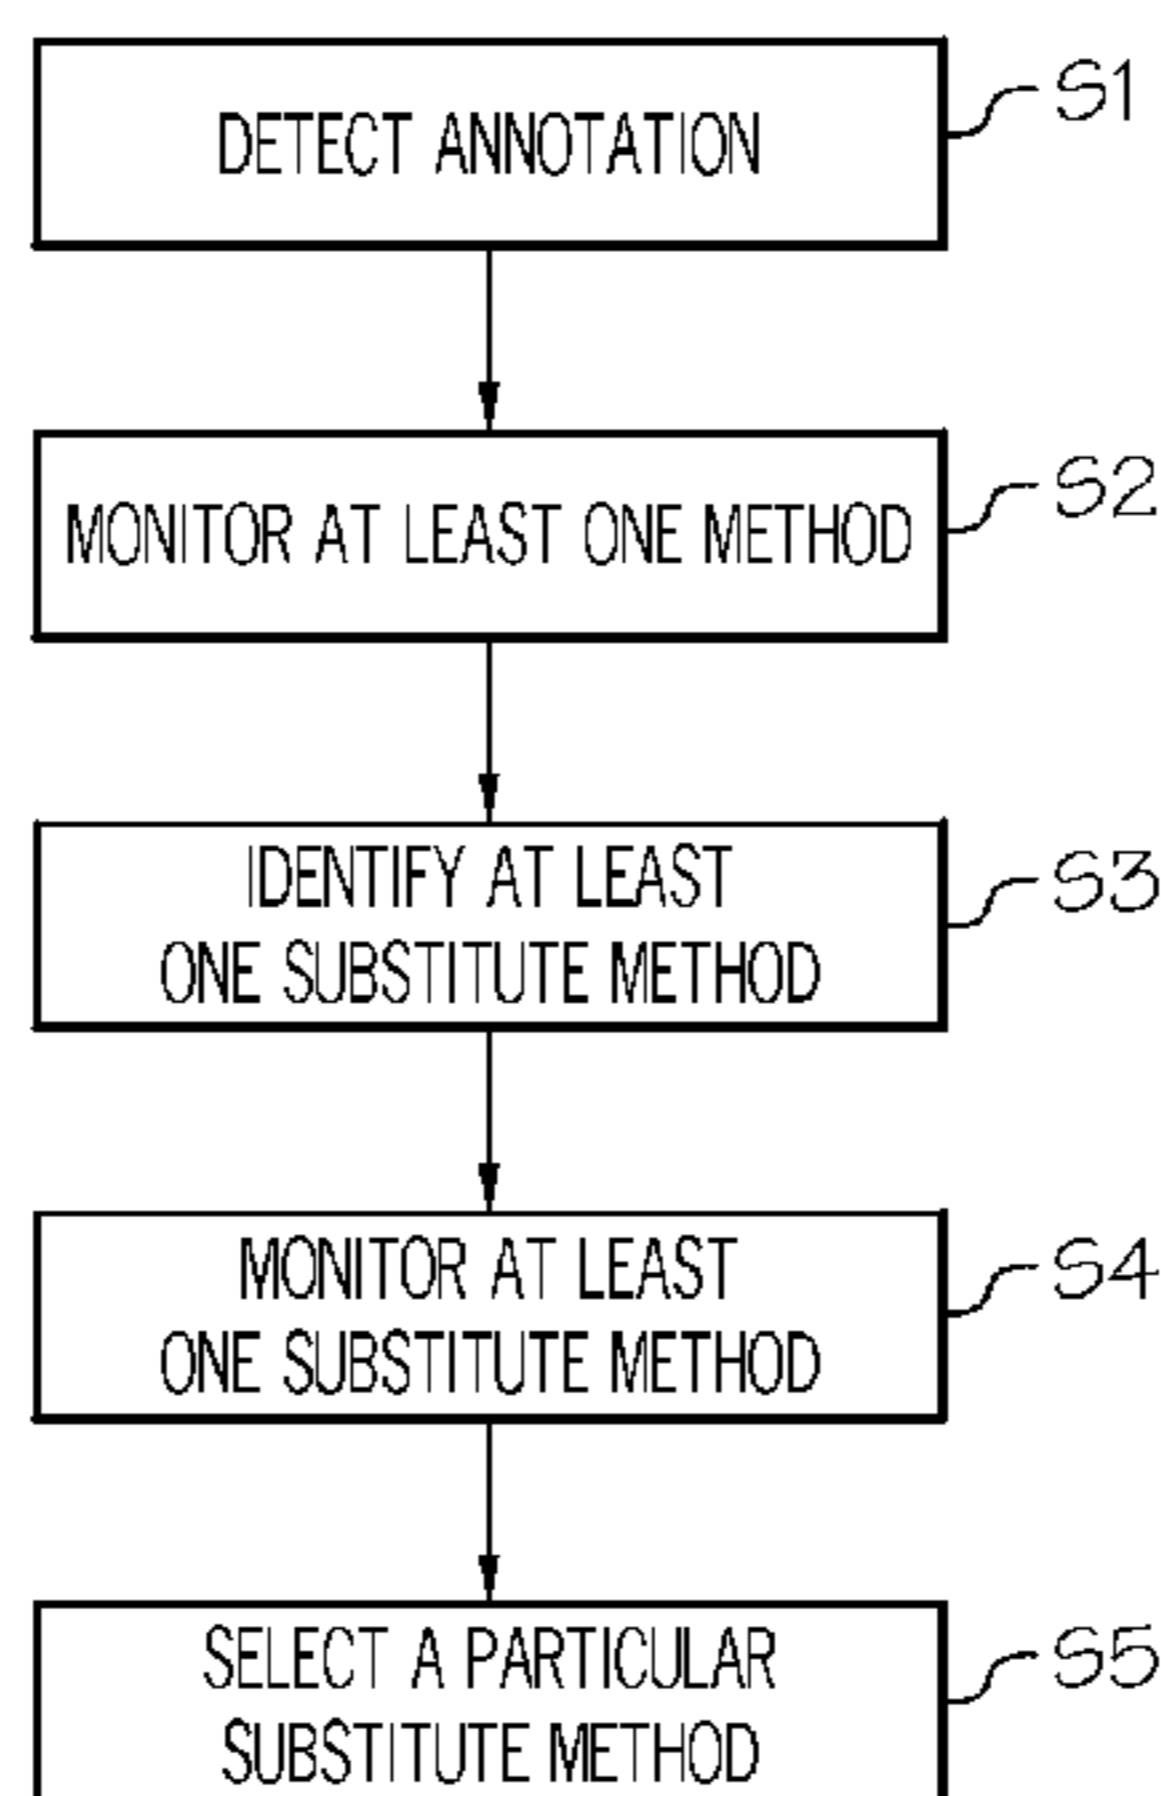 DETECT ANNOTATION
S1
MONITOR AT LEAST ONE METHOD
S2
IDENTIFY AT LEAST
ONE SUBSTITUTE METHOD
S3
MONITOR AT LEAST
ONE SUBSTITUTE METHOD
S4
SELECT A PARTICULAR
SUBSTITUTE METHOD
S5